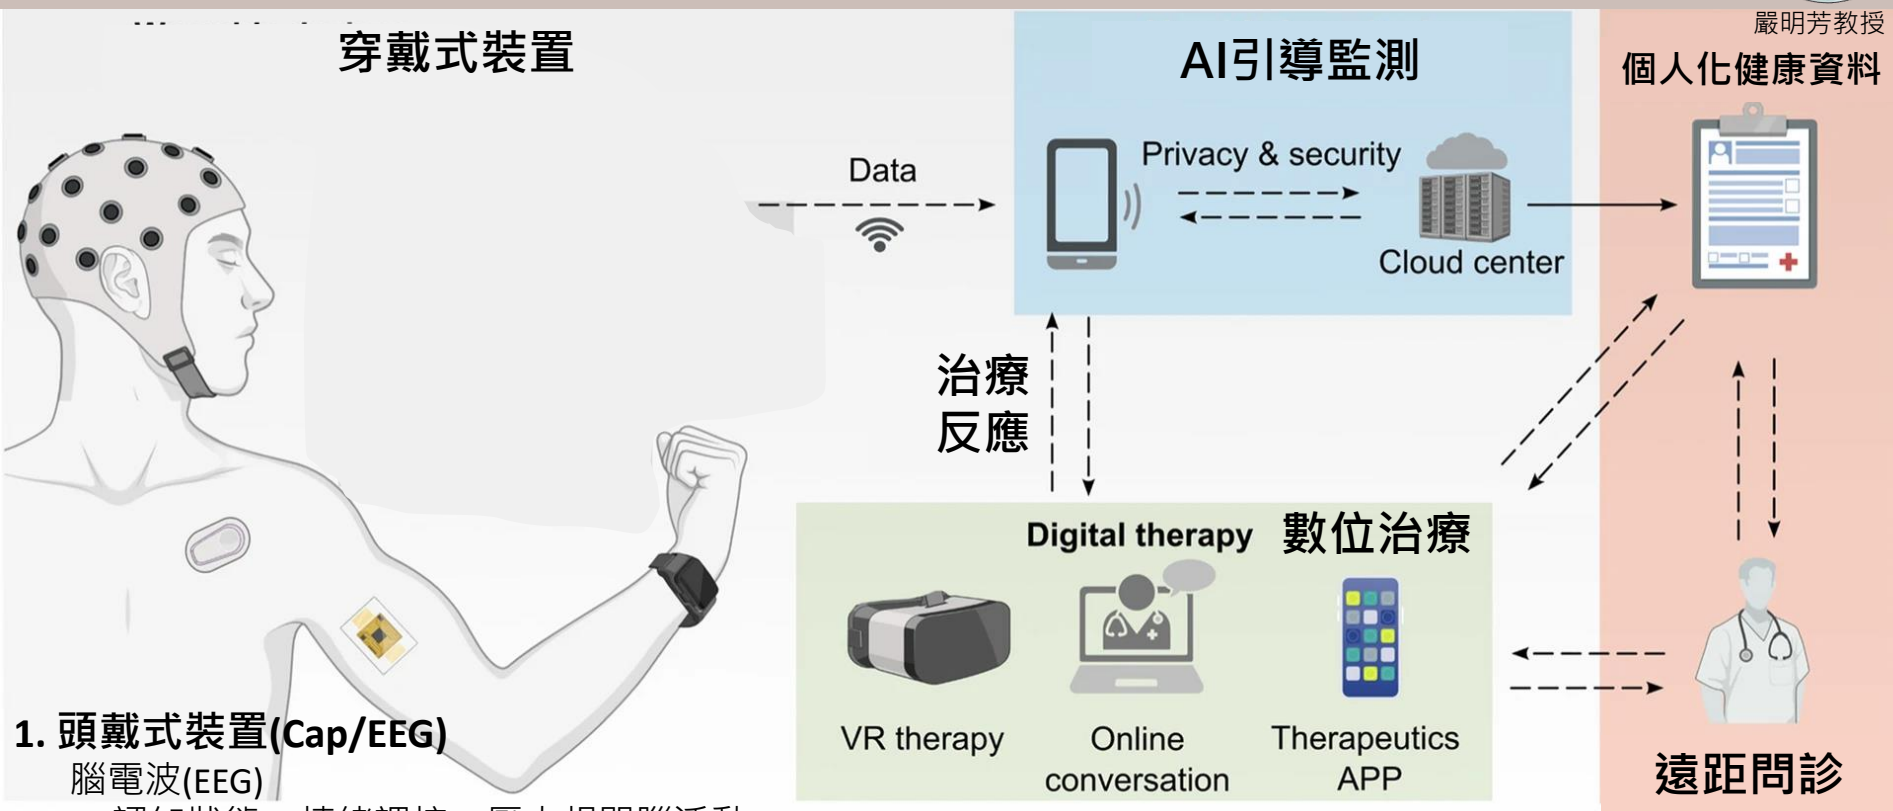 嚴明芳教授
穿戴式裝置
AI引導監測
個人化健康資料
Data
Privacy & security
Cloud center
治療
反應
Digital therapy 數位治療
VR therapy
Online
conversation
Therapeutics
APP
遠距問診
1. 頭戴式裝置(Cap/EEG)
腦電波(EEG)